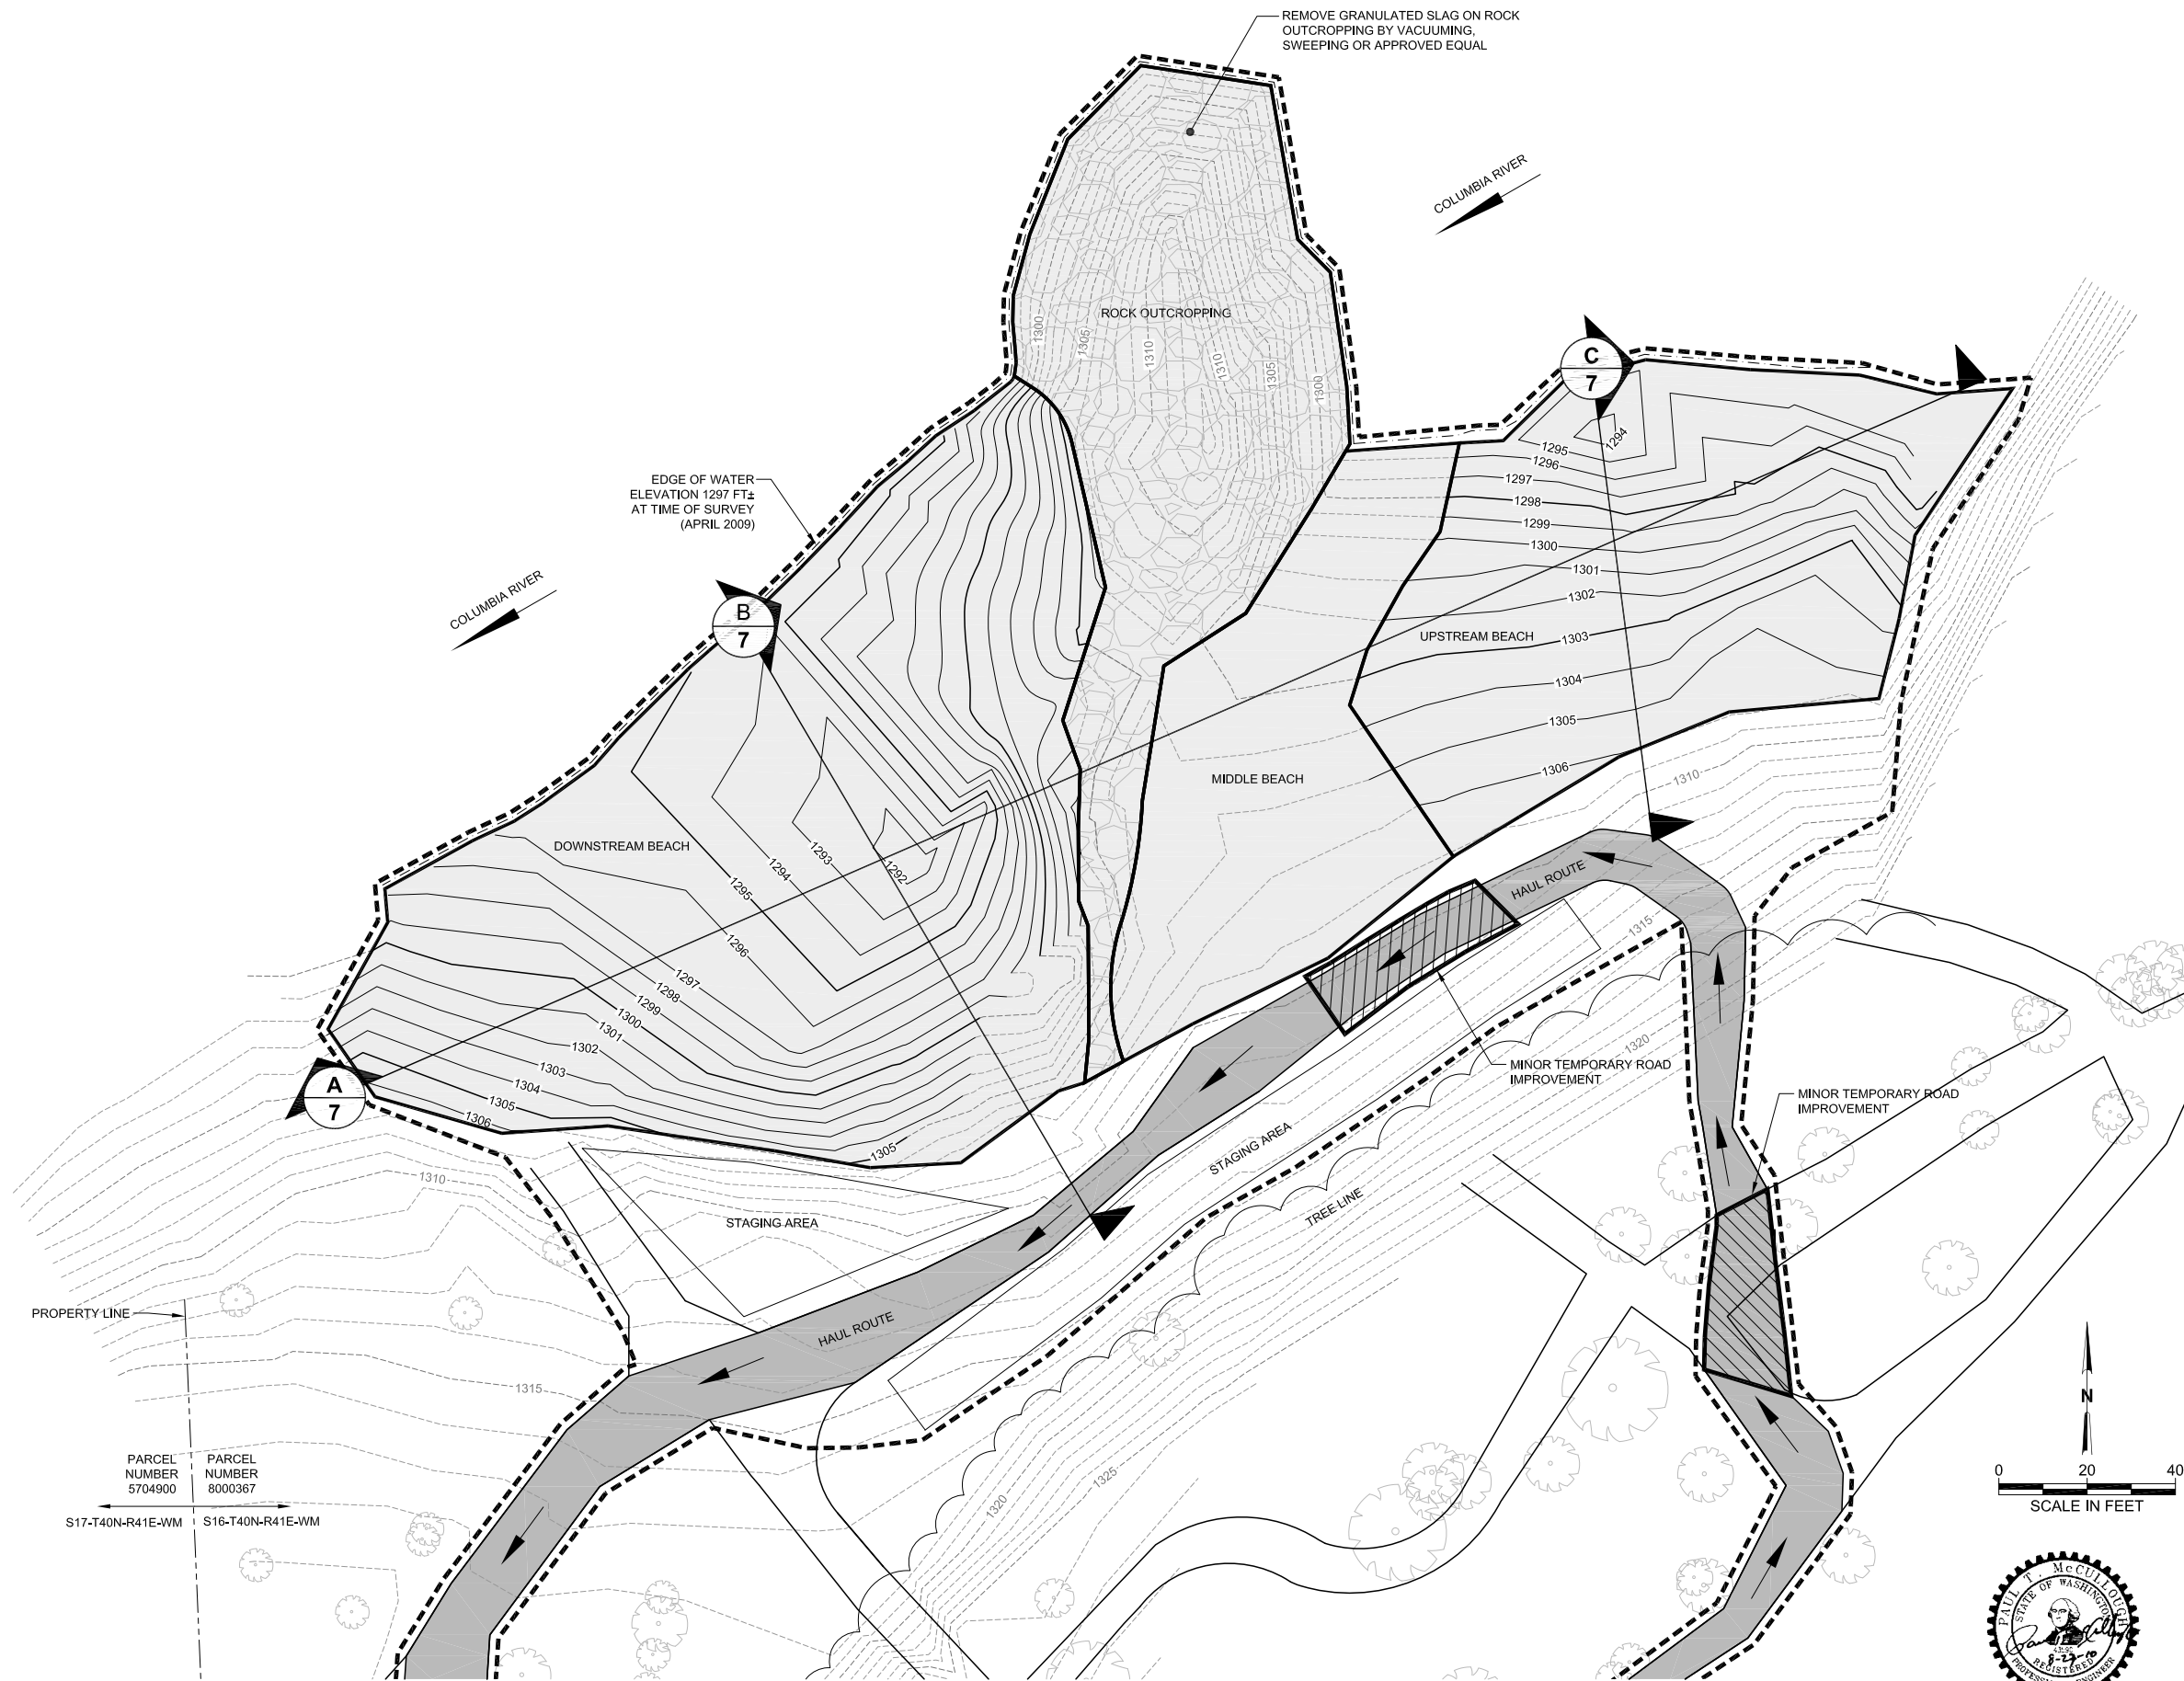 REMOVE GRANULATED SLAG ON ROCK
OUTCROPPING BY VACUUMING,
SWEEPING OR APPROVED EQUAL
COLUMBIA RIVER
ROCK OUTCROPPING
1300
1305
1310
1310
1305
1300
C
7
1294
1295
1296
1297
1298
1299
1300
1301
1302
1303
1304
1305
1306
UPSTREAM BEACH
EDGE OF WATER
ELEVATION 1297 FT±
AT TIME OF SURVEY
(APRIL 2009)
COLUMBIA RIVER
B
7
MIDDLE BEACH
1310
DOWNSTREAM BEACH
1292
1293
1294
1295
1296
1297
1298
1299
1300
1301
1302
1303
1304
1305
1306
1305
HAUL ROUTE
1315
1320
A
7
MINOR TEMPORARY ROAD
IMPROVEMENT
MINOR TEMPORARY ROAD
IMPROVEMENT
STAGING AREA
TREE LINE
1310
STAGING AREA
PROPERTY LINE
HAUL ROUTE
1315
N
PARCEL
NUMBER
5704900
PARCEL
NUMBER
8000367
S17-T40N-R41E-WM
S16-T40N-R41E-WM
1320
1325
0 20 40
SCALE IN FEET
PAUL T. McCULLOUGH
STATE OF WASHINGTON
8-27-10
REGISTERED
PROFESSIONAL ENGINEER